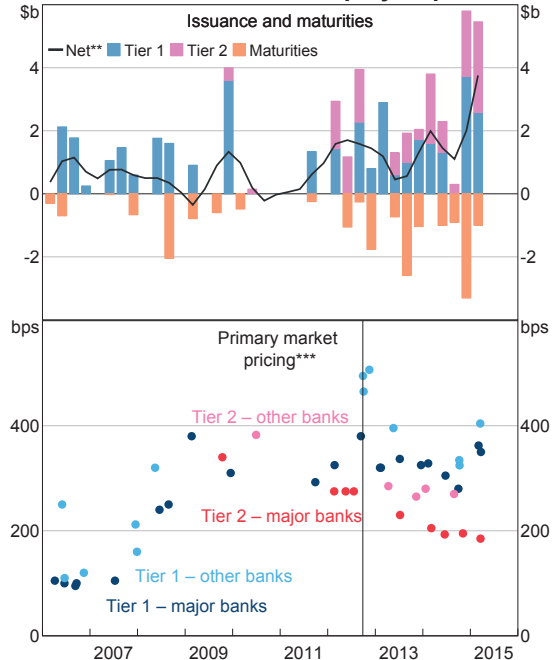 $b Issuance and maturities $b
Net** Tier 1 Tier 2 Maturities
4 4
2 2
0 0
-2 -2
bps Primary market bps
pricing***
Tier 2 – other banks
400 400
Tier 2 – major banks
200 200
Tier 1 – other banks
Tier 1 – major banks
0 0
2007 2009 2011 2013 2015